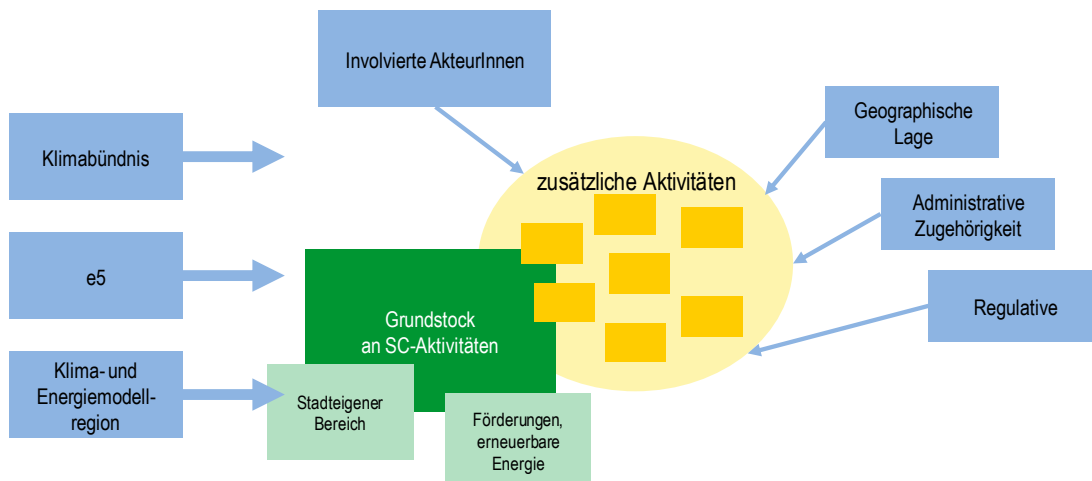 Involvierte AkteurInnen
Geographische
Lage
Klimabündnis
zusätzliche Aktivitäten
Administrative
Zugehörigkeit
e5
Regulative
Grundstock
an SC-Aktivitäten
Klima- und
Energiemodell-
region
Stadteigener
Bereich
Förderungen,
erneuerbare
Energie